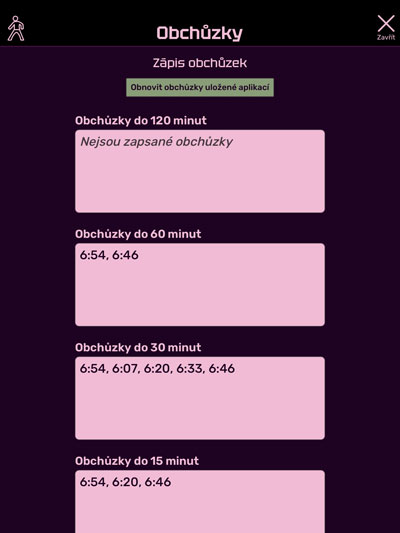 Obchůzky
Zavřít
Zápis obchůzek
Obnovit obchůzky uložené aplikací
Obchůzky do 120 minut
Nejsou zapsané obchůzky
Obchůzky do 60 minut
6:54, 6:46
Obchůzky do 30 minut
6:54, 6:07, 6:20, 6:33, 6:46
Obchůzky do 15 minut
6:54, 6:20, 6:46